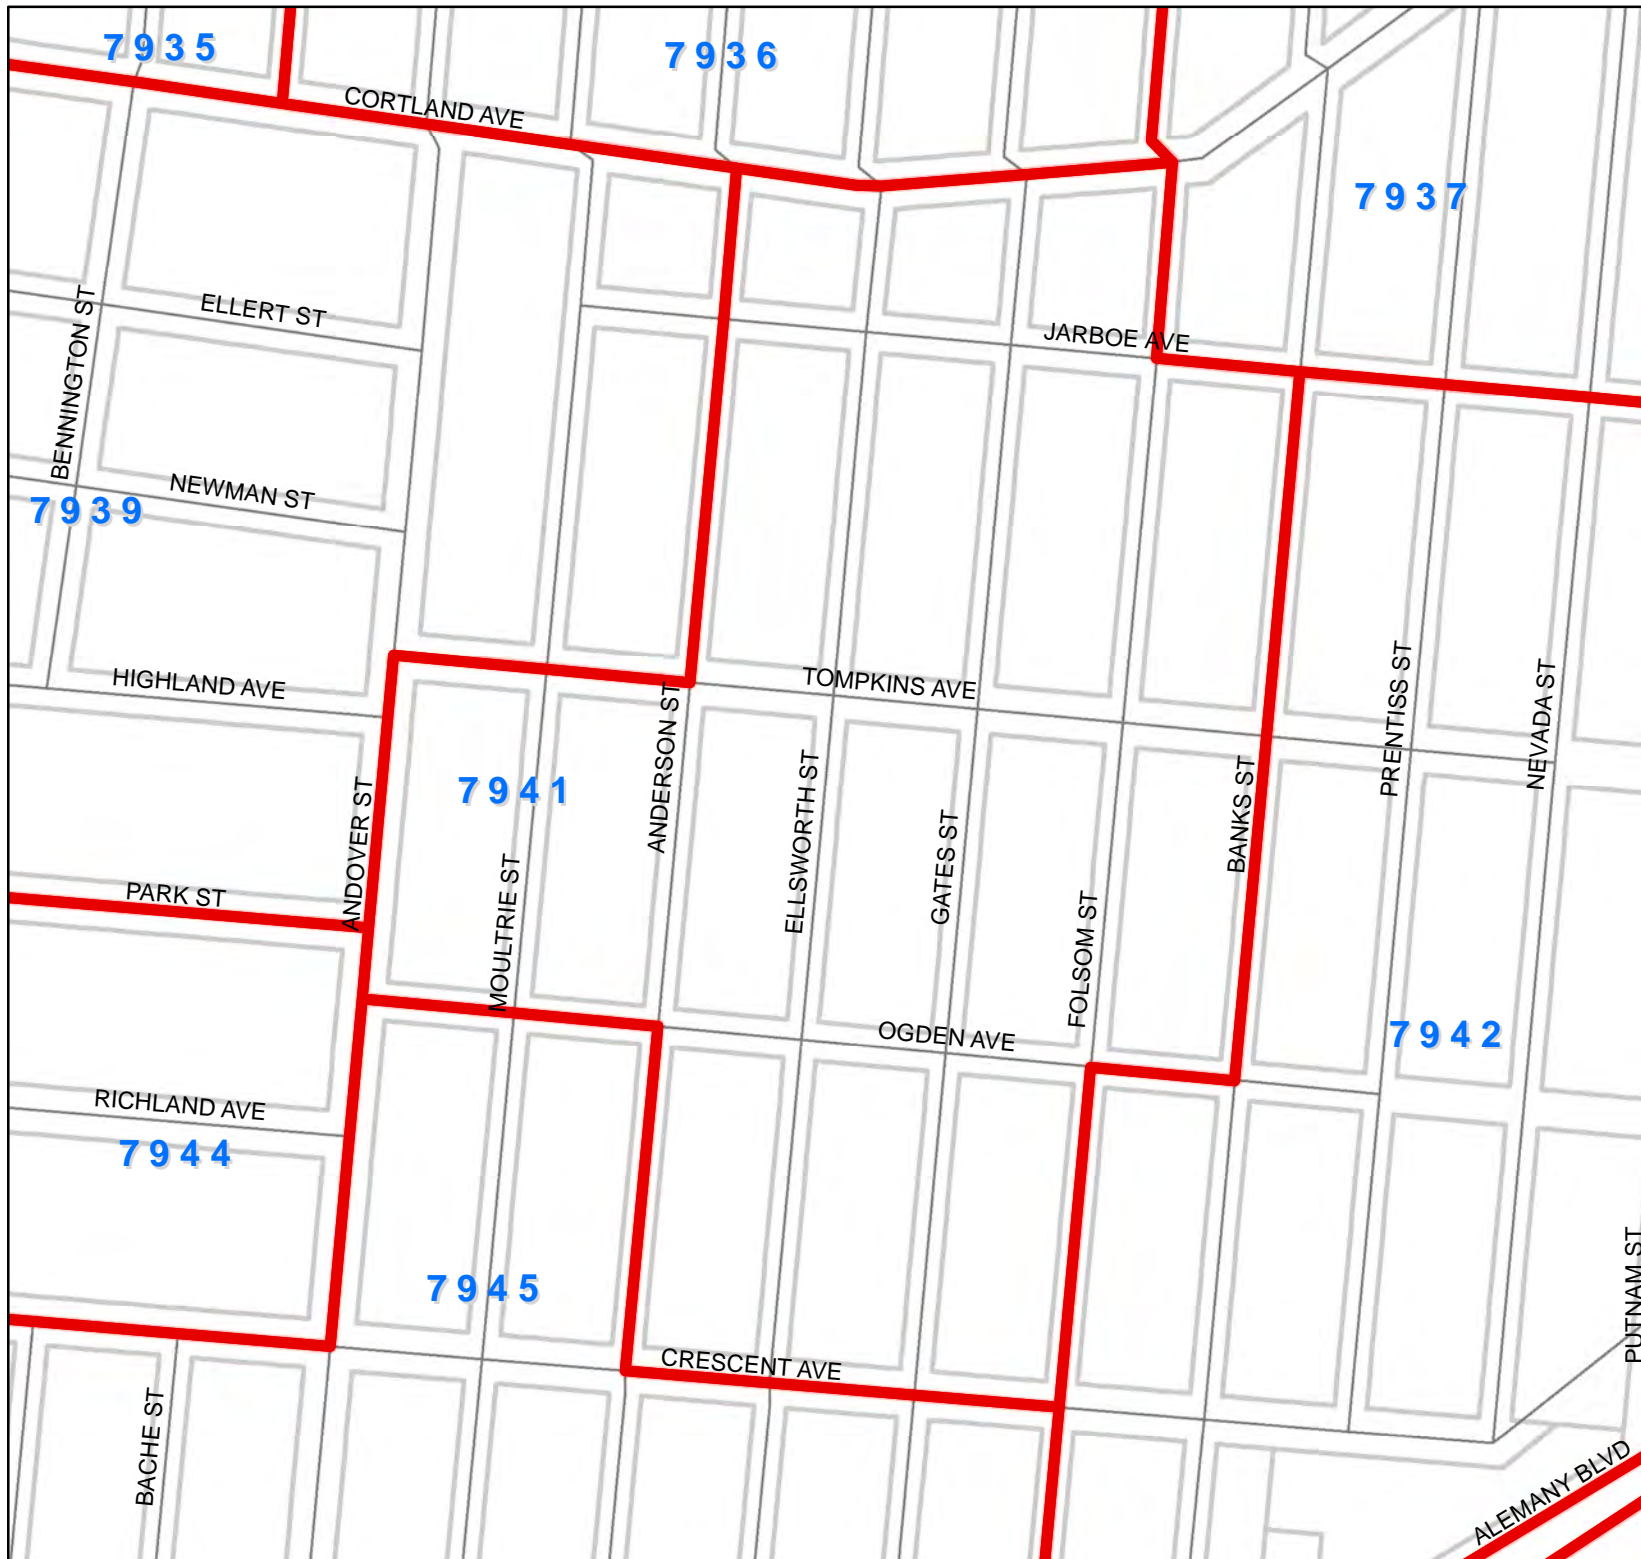 7935
7936
CORTLAND AVE
7937
ELLERT ST
BENNINGTON ST
JARBOE AVE
NEWMAN ST
7939
HIGHLAND AVE
TOMPKINS AVE
ANDERSON ST
PRENTISS ST
NEVADA ST
7941
ANDOVER ST
ELLSWORTH ST
BANKS ST
GATES ST
MOULTRIE ST
PARK ST
FOLSOM ST
OGDEN AVE
7942
RICHLAND AVE
7944
7945
PUTNAM ST
CRESCENT AVE
BACHE ST
ALEMANY BLVD